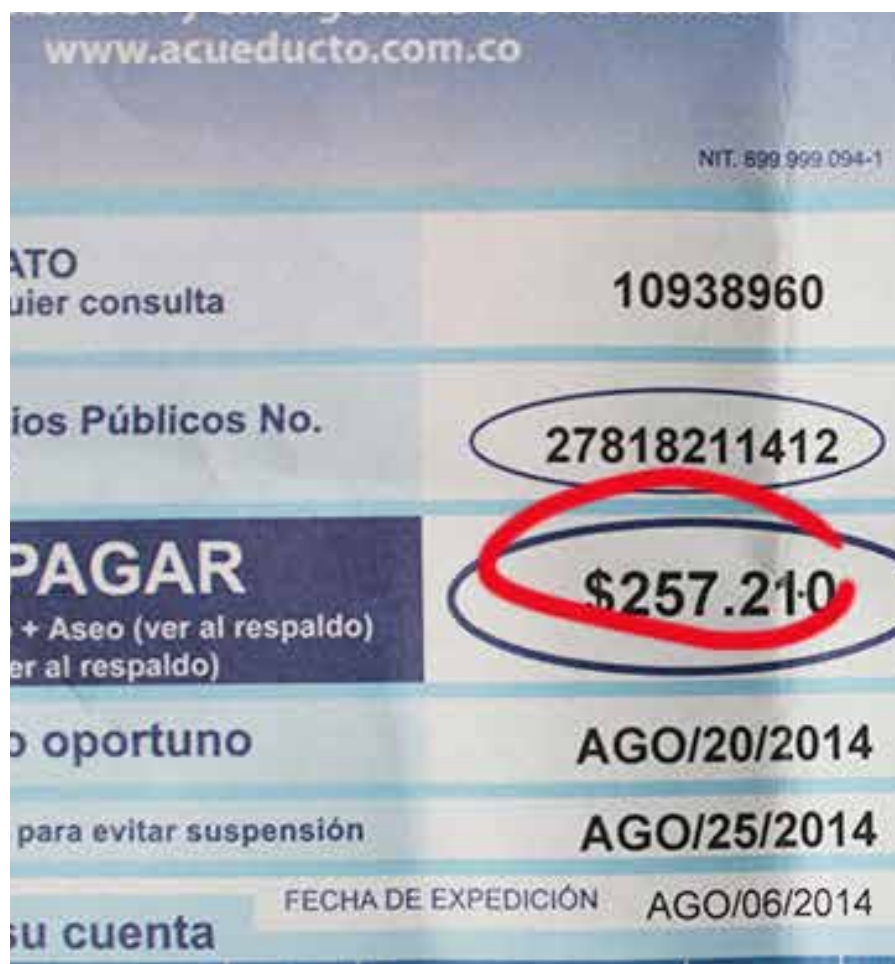 www.acueducto.com.co
NIT. 899.999.094-1
ATO
uier consulta
10938960
ios Públicos No.
27818211412
PAGAR
$257.210
+ Aseo (ver al respaldo)
er al respaldo)
o oportuno
AGO/20/2014
para evitar suspensión
AGO/25/2014
FECHA DE EXPEDICIÓN AGO/06/2014
su cuenta